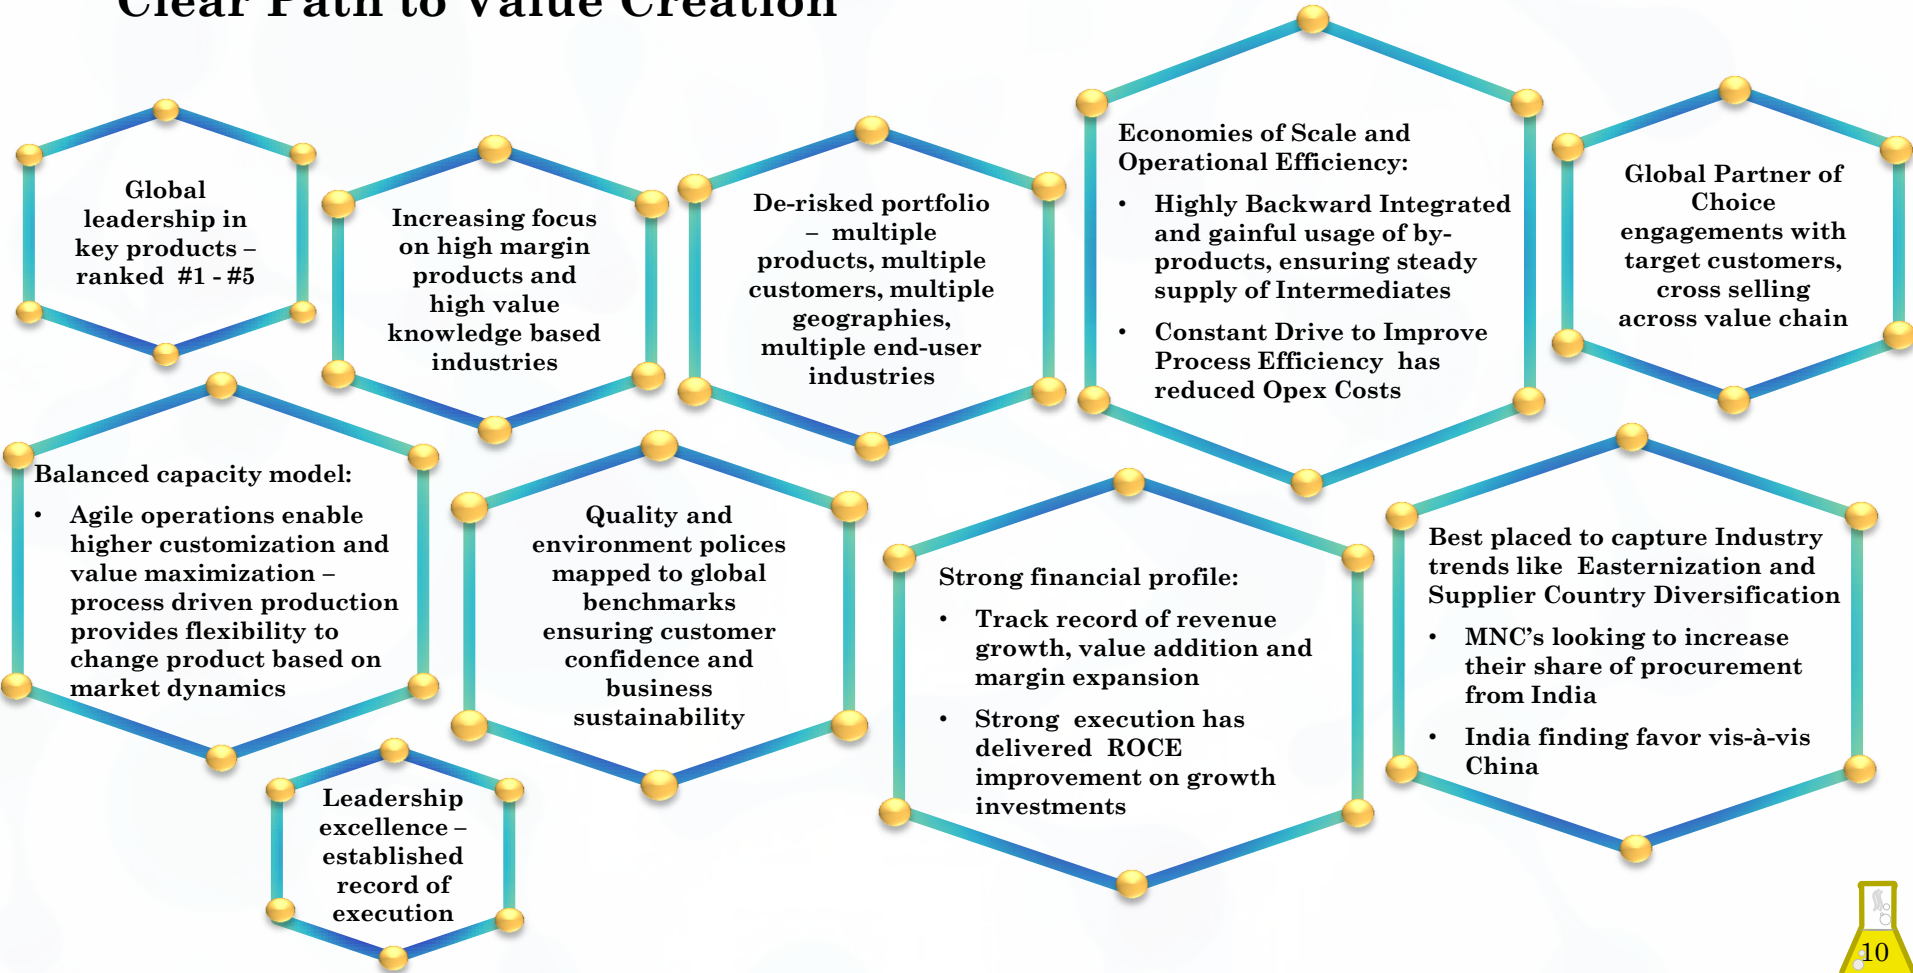 Clear Path to Value Creation
Global
leadership in
key products –
ranked #1 - #5
Increasing focus
on high margin
products and
high value
knowledge based
industries
De-risked portfolio
– multiple
products, multiple
customers, multiple
geographies,
multiple end-user
industries
Economies of Scale and
Operational Efficiency:
• Highly Backward Integrated
and gainful usage of by-
products, ensuring steady
supply of Intermediates
• Constant Drive to Improve
Process Efficiency has
reduced Opex Costs
Global Partner of
Choice
engagements with
target customers,
cross selling
across value chain
Balanced capacity model:
• Agile operations enable
higher customization and
value maximization –
process driven production
provides flexibility to
change product based on
market dynamics
Quality and
environment polices
mapped to global
benchmarks
ensuring customer
confidence and
business
sustainability
Strong financial profile:
• Track record of revenue
growth, value addition and
margin expansion
• Strong execution has
delivered ROCE
improvement on growth
investments
Best placed to capture Industry
trends like Easternization and
Supplier Country Diversification
• MNC’s looking to increase
their share of procurement
from India
• India finding favor vis-à-vis
China
Leadership
excellence –
established
record of
execution
10